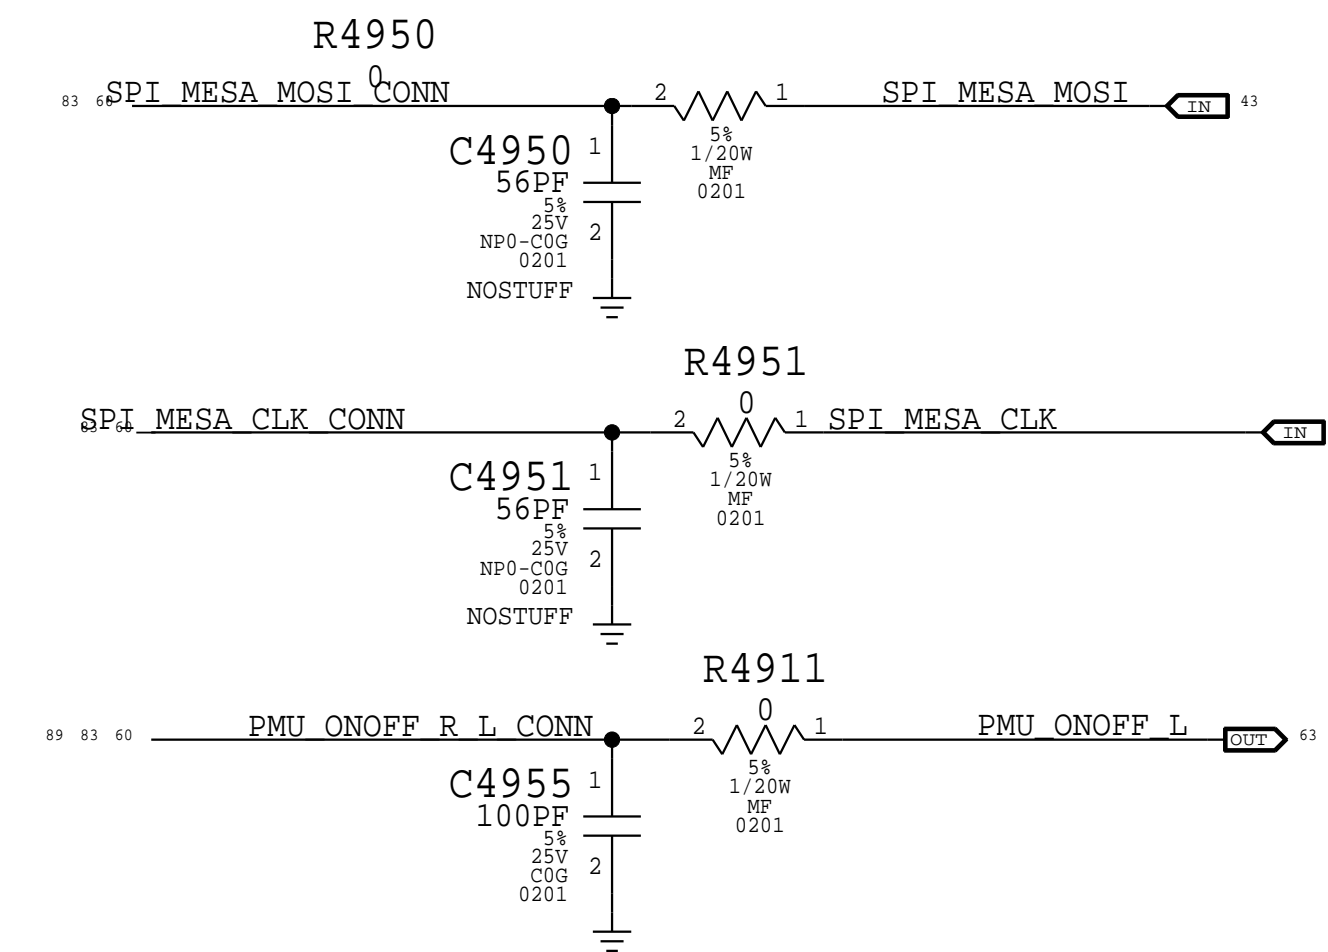 R4950
0
83 60 SPI_MESA_MOSI_CONN 2 1 SPI_MESA_MOSI IN 43
5%
1/20W
MF
0201
C4950 1
56PF
5%
25V
NP0-C0G 2
0201
NOSTUFF
R4951
0
83 60 SPI_MESA_CLK_CONN 2 1 SPI_MESA_CLK IN
5%
1/20W
MF
0201
C4951 1
56PF
5%
25V
NP0-C0G 2
0201
NOSTUFF
R4911
0
89 83 60 PMU_ONOFF_R_L_CONN 2 1 PMU_ONOFF_L OUT 63
5%
1/20W
MF
0201
C4955 1
100PF
5%
25V
C0G 2
0201